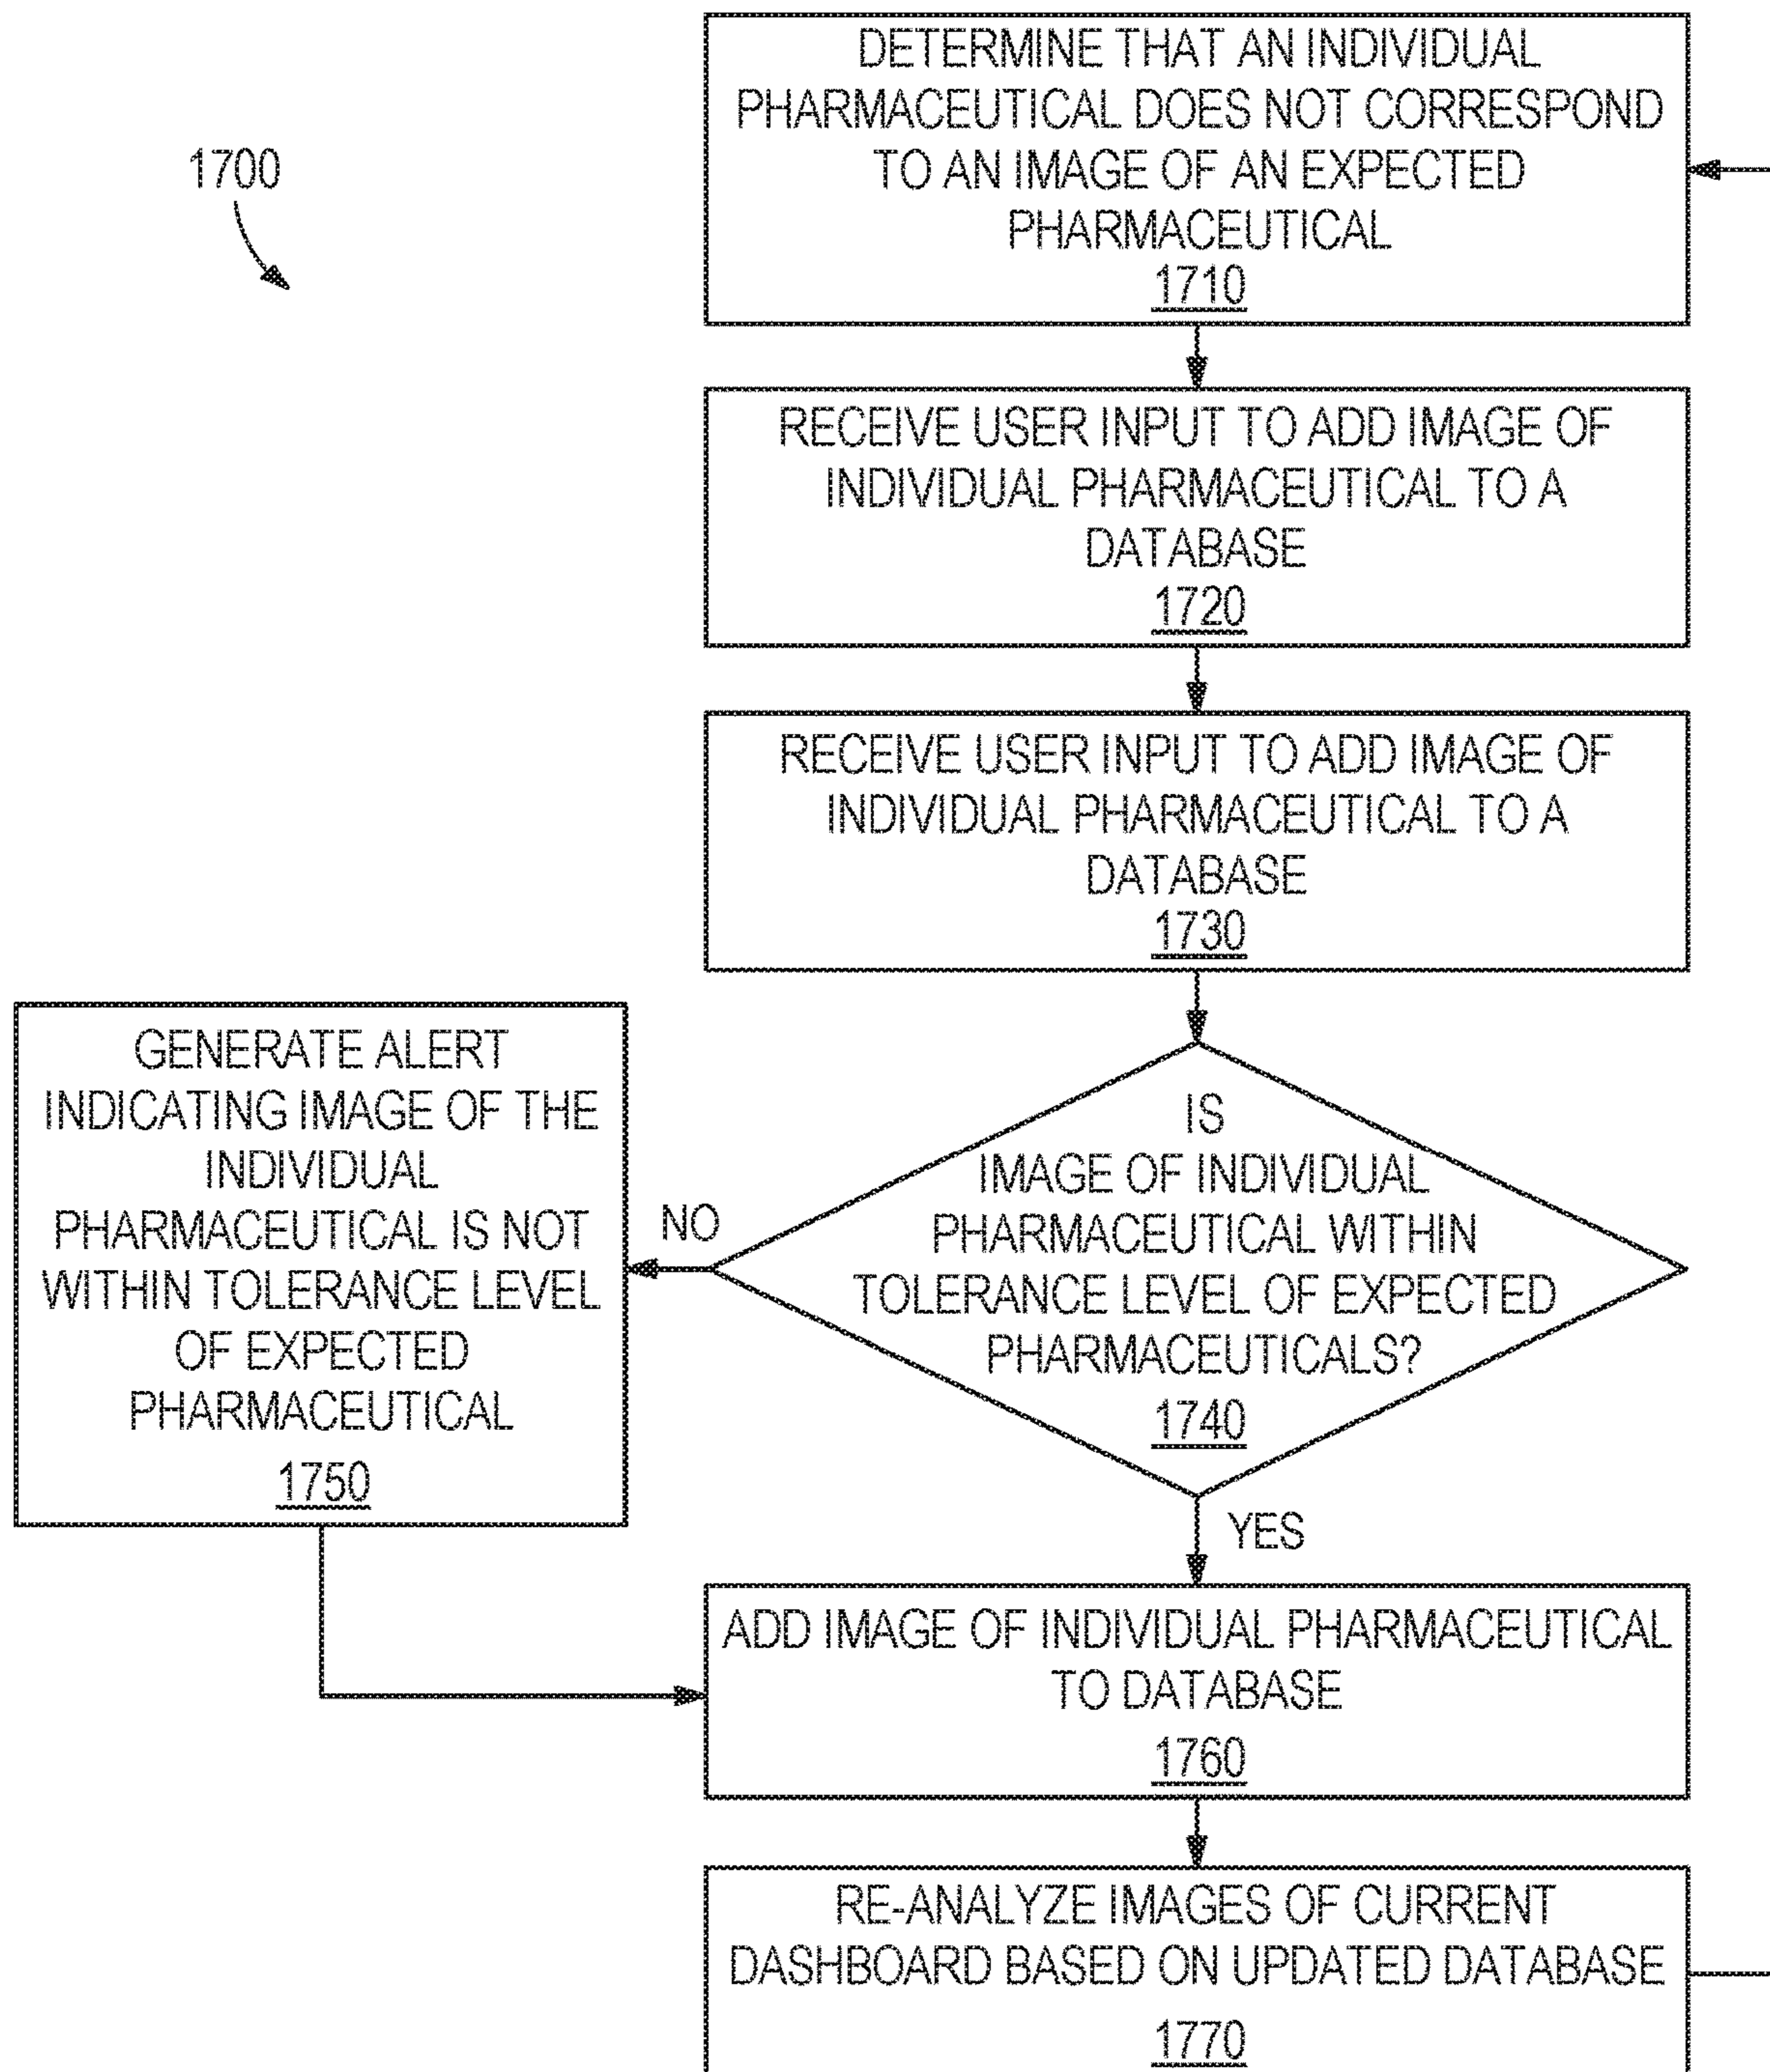 1700
DETERMINE THAT AN INDIVIDUAL
PHARMACEUTICAL DOES NOT CORRESPOND
TO AN IMAGE OF AN EXPECTED
PHARMACEUTICAL
1710
RECEIVE USER INPUT TO ADD IMAGE OF
INDIVIDUAL PHARMACEUTICAL TO A
DATABASE
1720
RECEIVE USER INPUT TO ADD IMAGE OF
INDIVIDUAL PHARMACEUTICAL TO A
DATABASE
1730
IS
IMAGE OF INDIVIDUAL
PHARMACEUTICAL WITHIN
TOLERANCE LEVEL OF EXPECTED
PHARMACEUTICALS?
1740
NO
GENERATE ALERT
INDICATING IMAGE OF THE
INDIVIDUAL
PHARMACEUTICAL IS NOT
WITHIN TOLERANCE LEVEL
OF EXPECTED
PHARMACEUTICAL
1750
YES
ADD IMAGE OF INDIVIDUAL PHARMACEUTICAL
TO DATABASE
1760
RE-ANALYZE IMAGES OF CURRENT
DASHBOARD BASED ON UPDATED DATABASE
1770